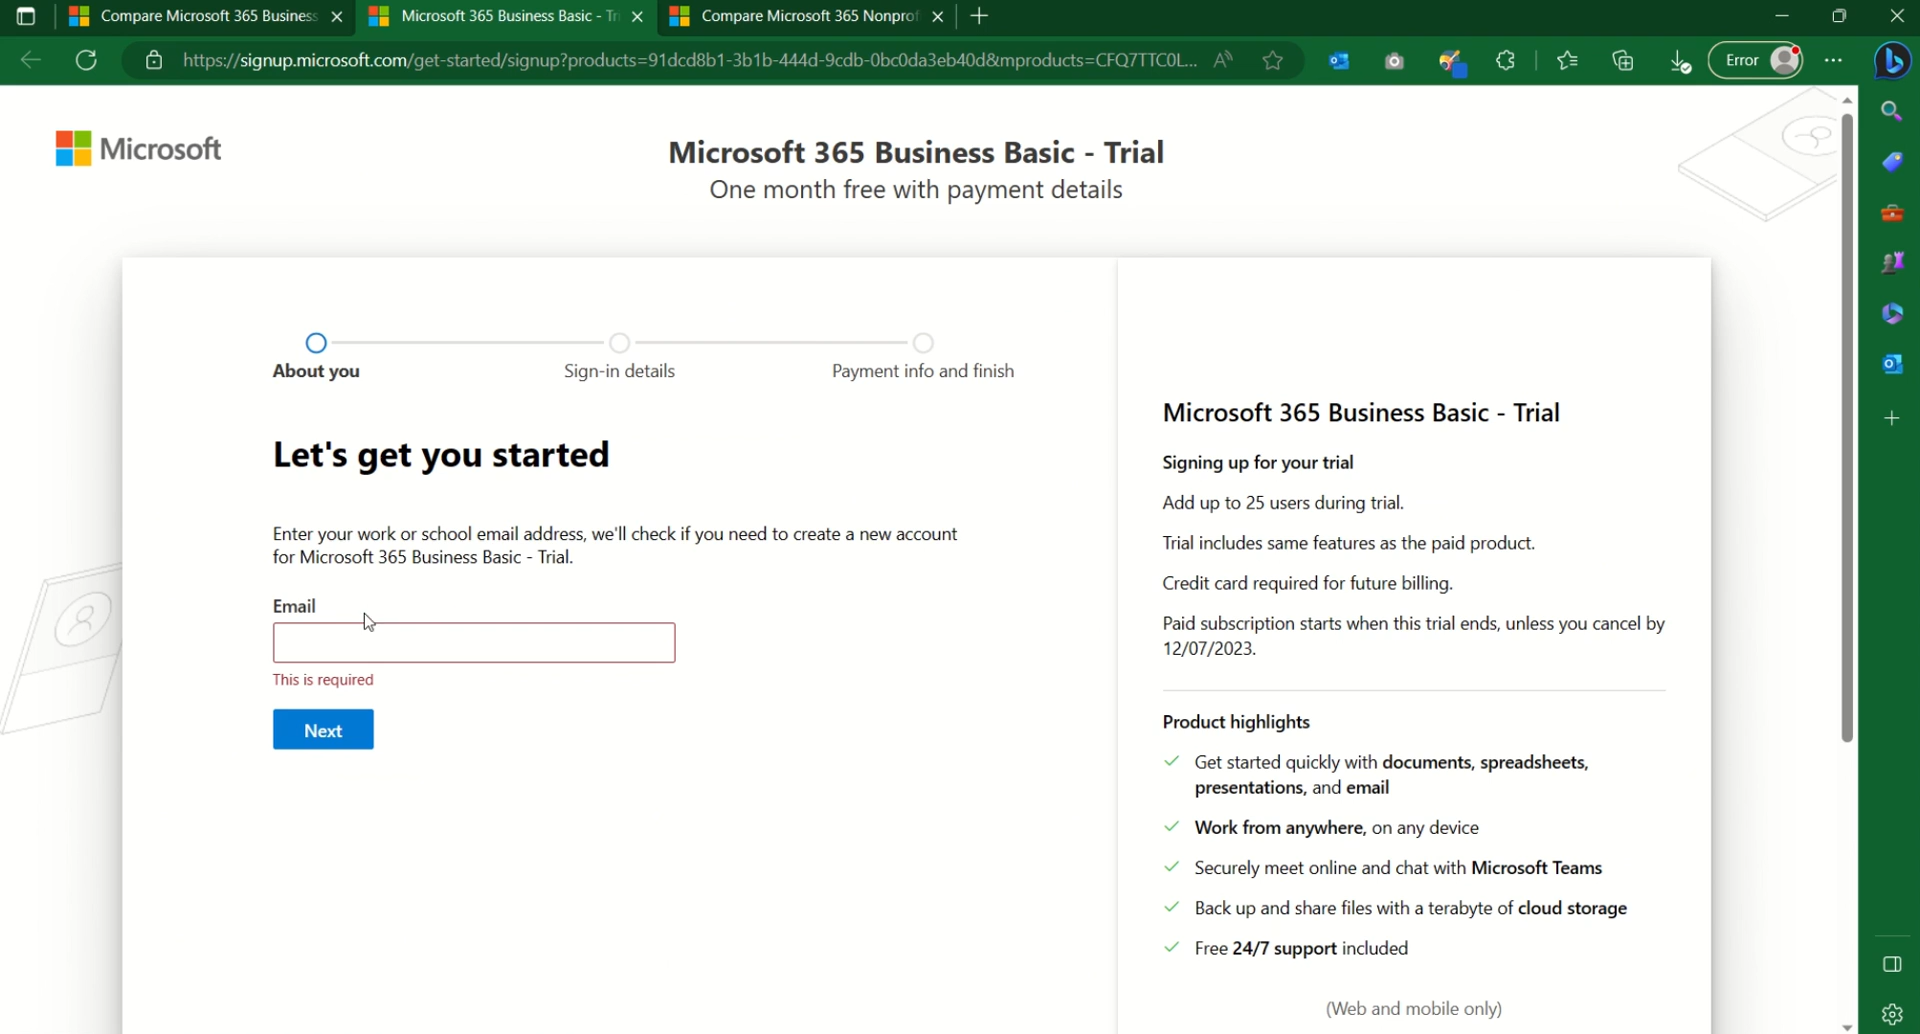 Compare Microsoft 365 Business
Microsoft 365 Business Basic - Tri
Compare Microsoft 365 Nonprof
https://signup.microsoft.com/get-started/signup?products=91dcd8b1-3b1b-444d-9cdb-0bc0da3eb40d&mproducts=CFQ7TTC0L...
Error
Microsoft
Microsoft 365 Business Basic - Trial
One month free with payment details
About you
Sign-in details
Payment info and finish
Let's get you started
Enter your work or school email address, we'll check if you need to create a new account
for Microsoft 365 Business Basic - Trial.
Email
This is required
Next
Microsoft 365 Business Basic - Trial
Signing up for your trial
Add up to 25 users during trial.
Trial includes same features as the paid product.
Credit card required for future billing.
Paid subscription starts when this trial ends, unless you cancel by
12/07/2023.
Product highlights
Get started quickly with documents, spreadsheets,
presentations, and email
Work from anywhere, on any device
Securely meet online and chat with Microsoft Teams
Back up and share files with a terabyte of cloud storage
Free 24/7 support included
(Web and mobile only)